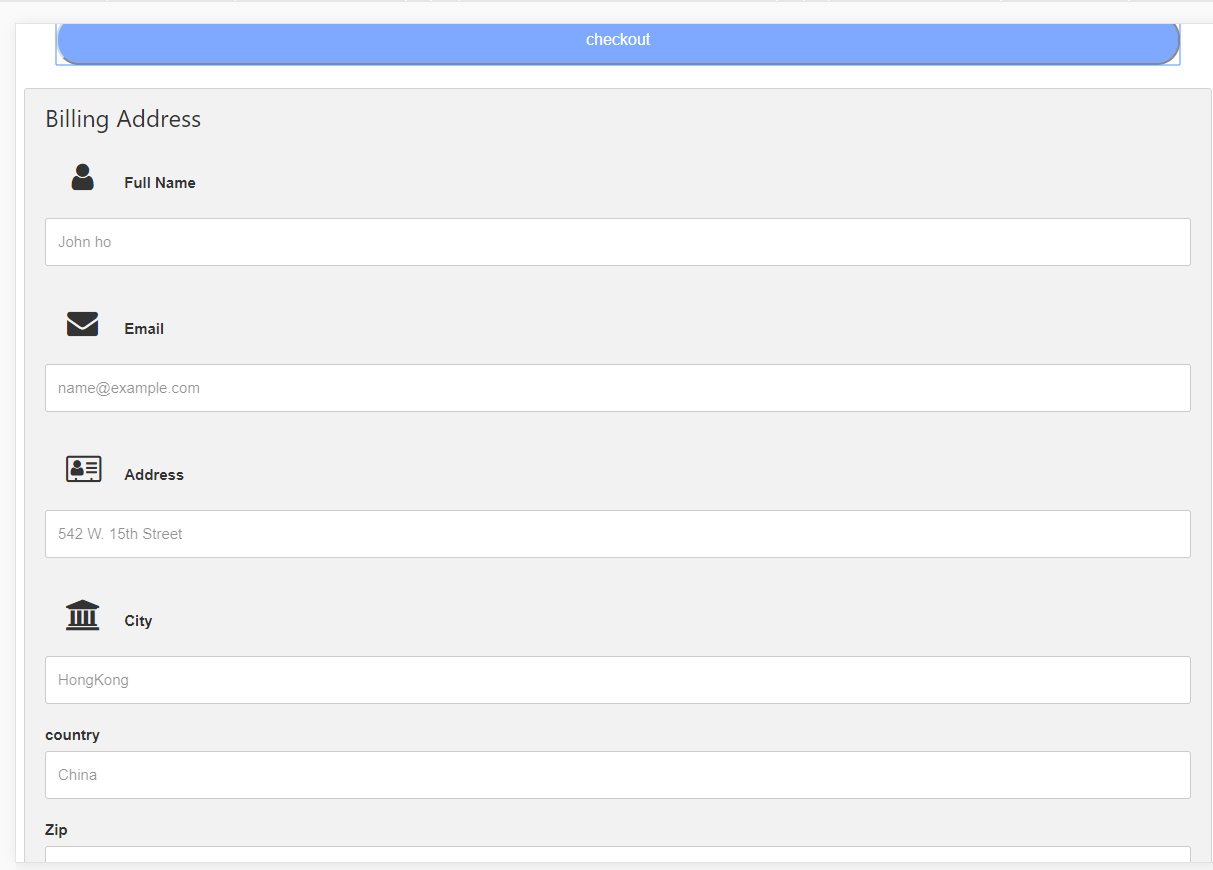 checkout
Billing Address
Full Name
John ho
Email
name@example.com
Address
542 W. 15th Street
City
HongKong
country
China
Zip